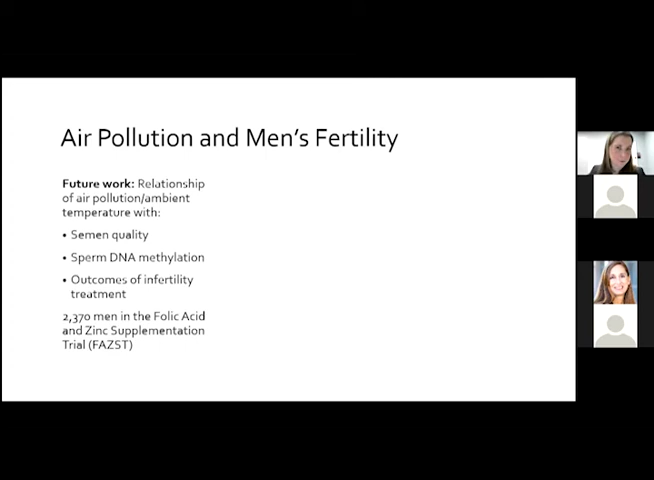 Air Pollution and Men's Fertility
Future work: Relationship
of air pollution/ambient
temperature with:
• Semen quality
• Sperm DNA methylation
• Outcomes of infertility
treatment
2,370 men in the Folic Acid
and Zinc Supplementation
Trial (FAZST)